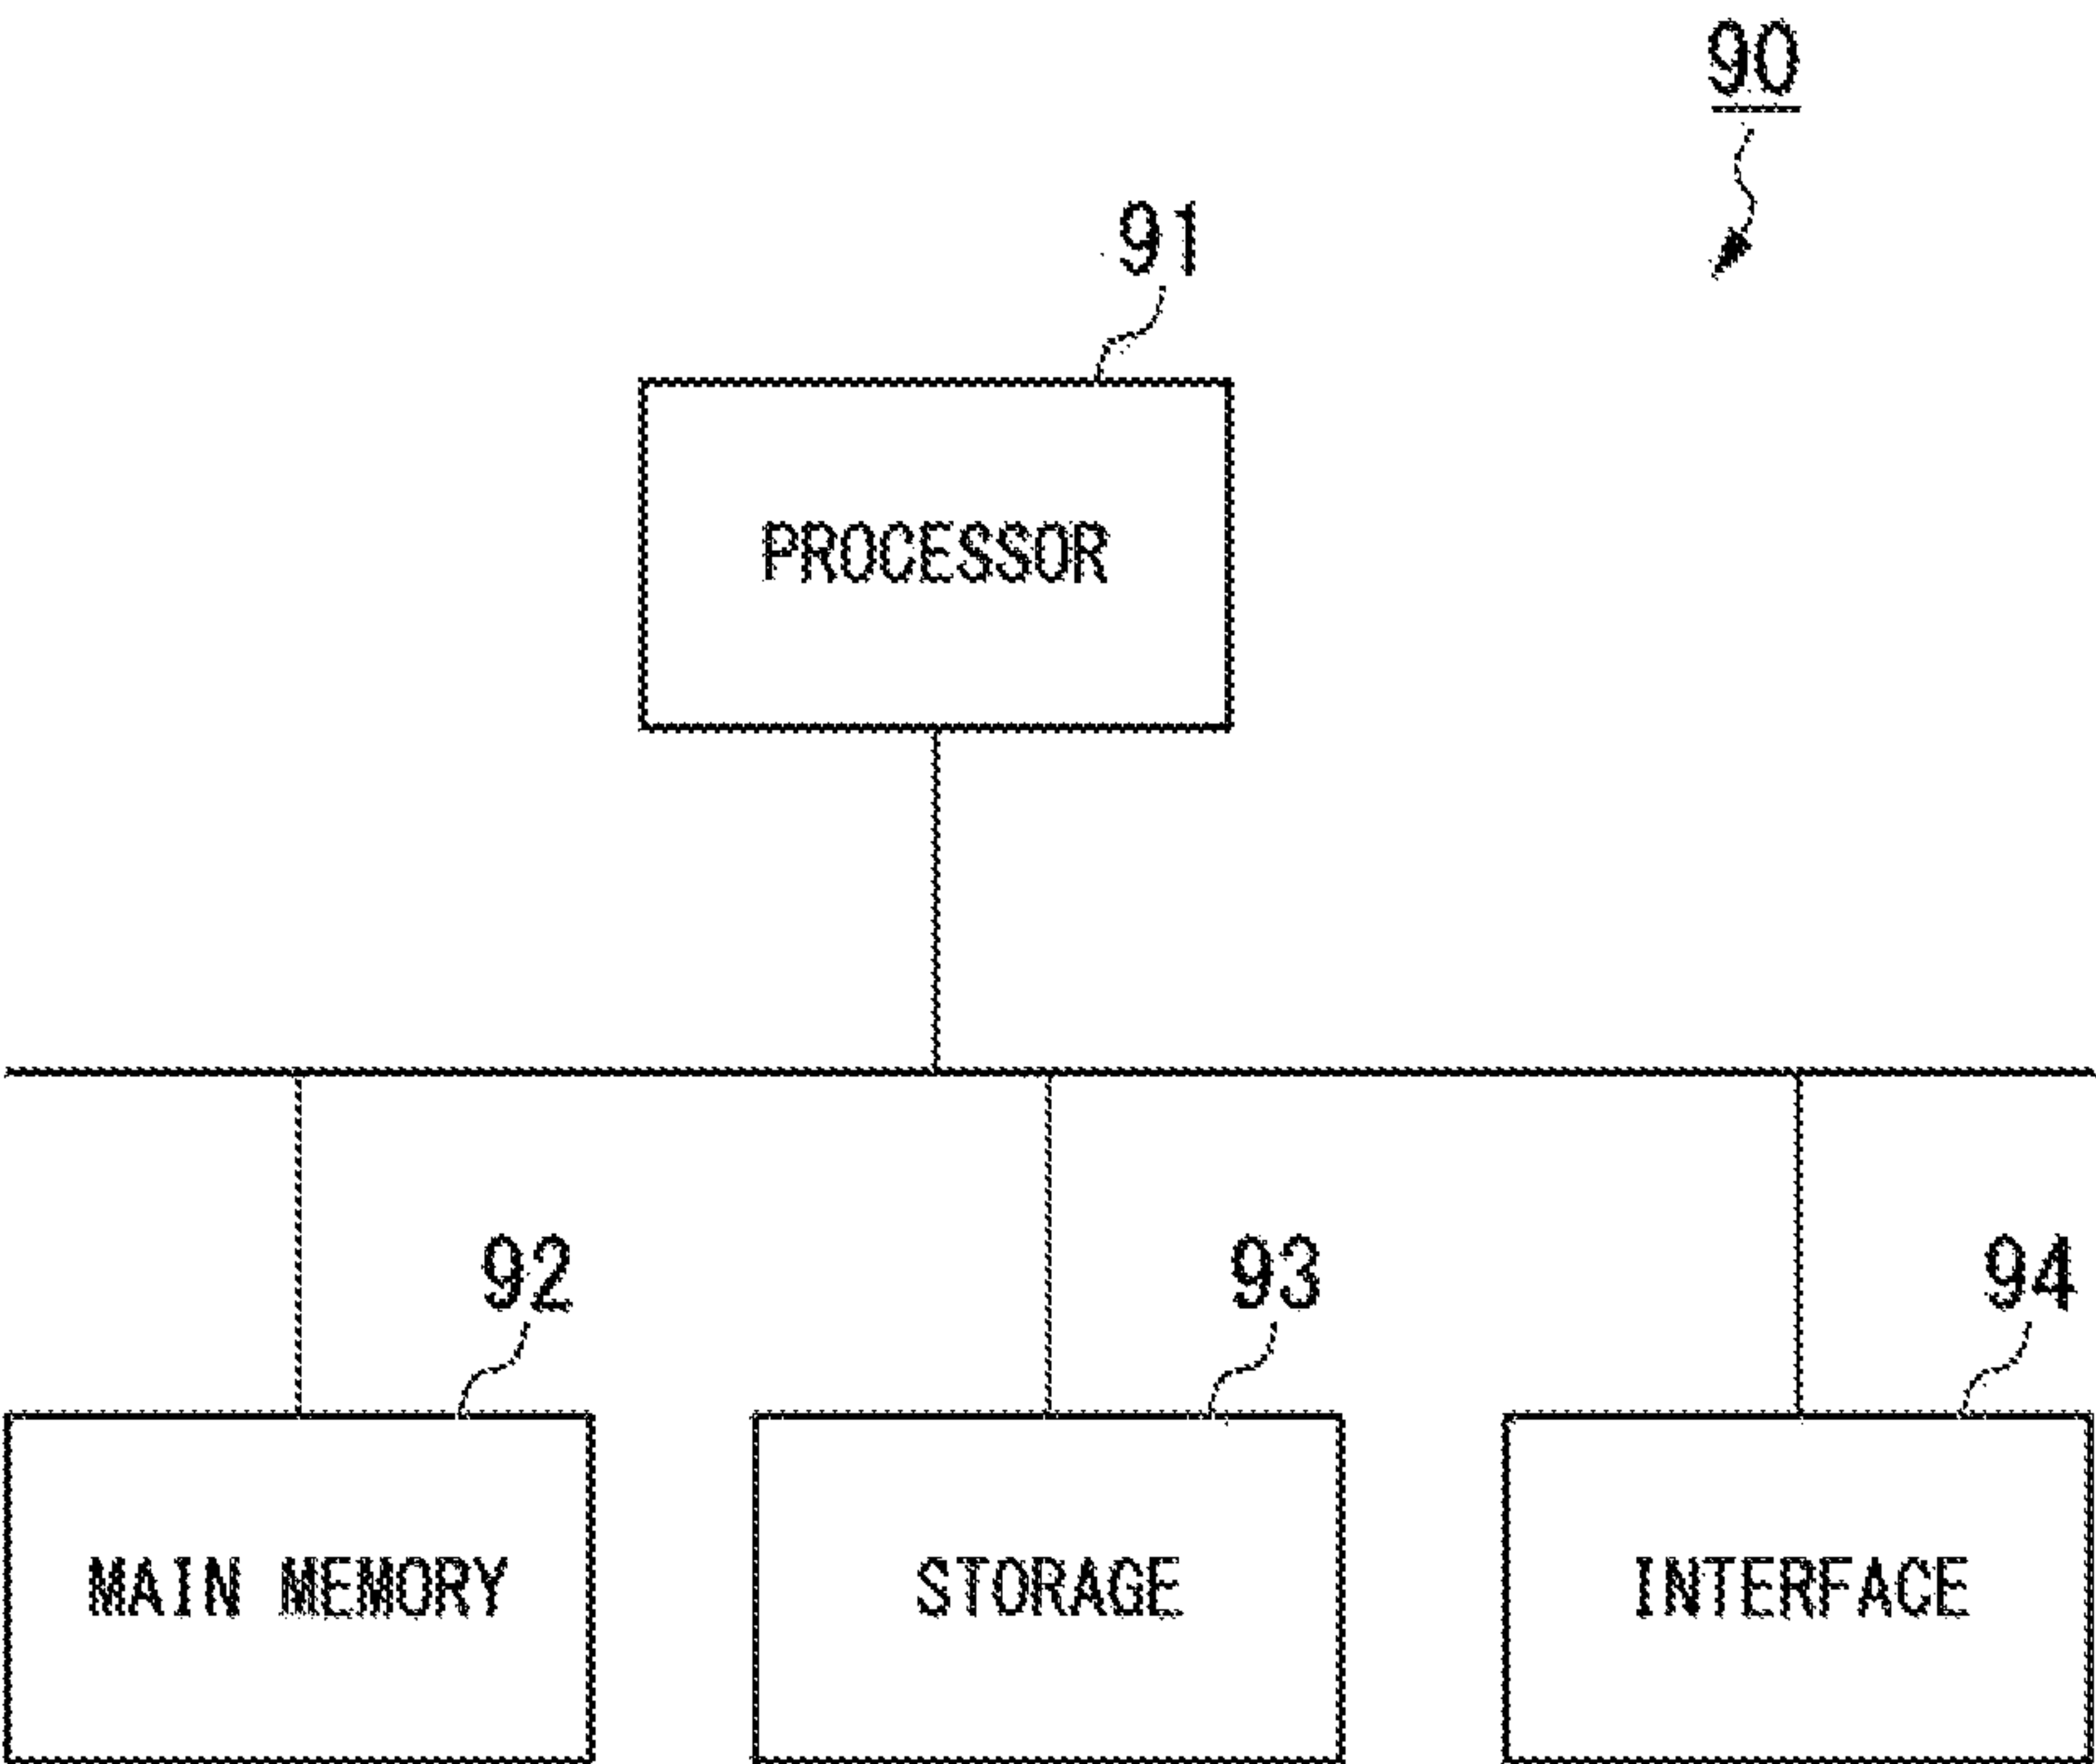 90
91
PROCESSOR
92
93
94
MAIN MEMORY
STORAGE
INTERFACE